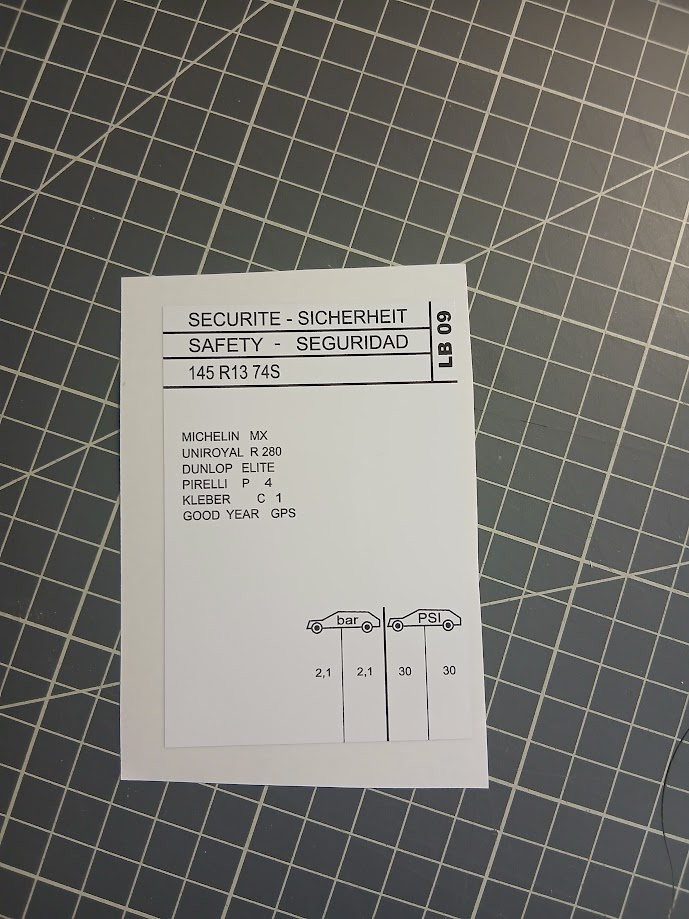 SECURITE - SICHERHEIT
SAFETY - SEGURIDAD
145 R13 74S
LB 09
MICHELIN MX
UNIROYAL R 280
DUNLOP ELITE
PIRELLI P 4
KLEBER C 1
GOOD YEAR GPS
bar PSI
2,1 2,1 30 30